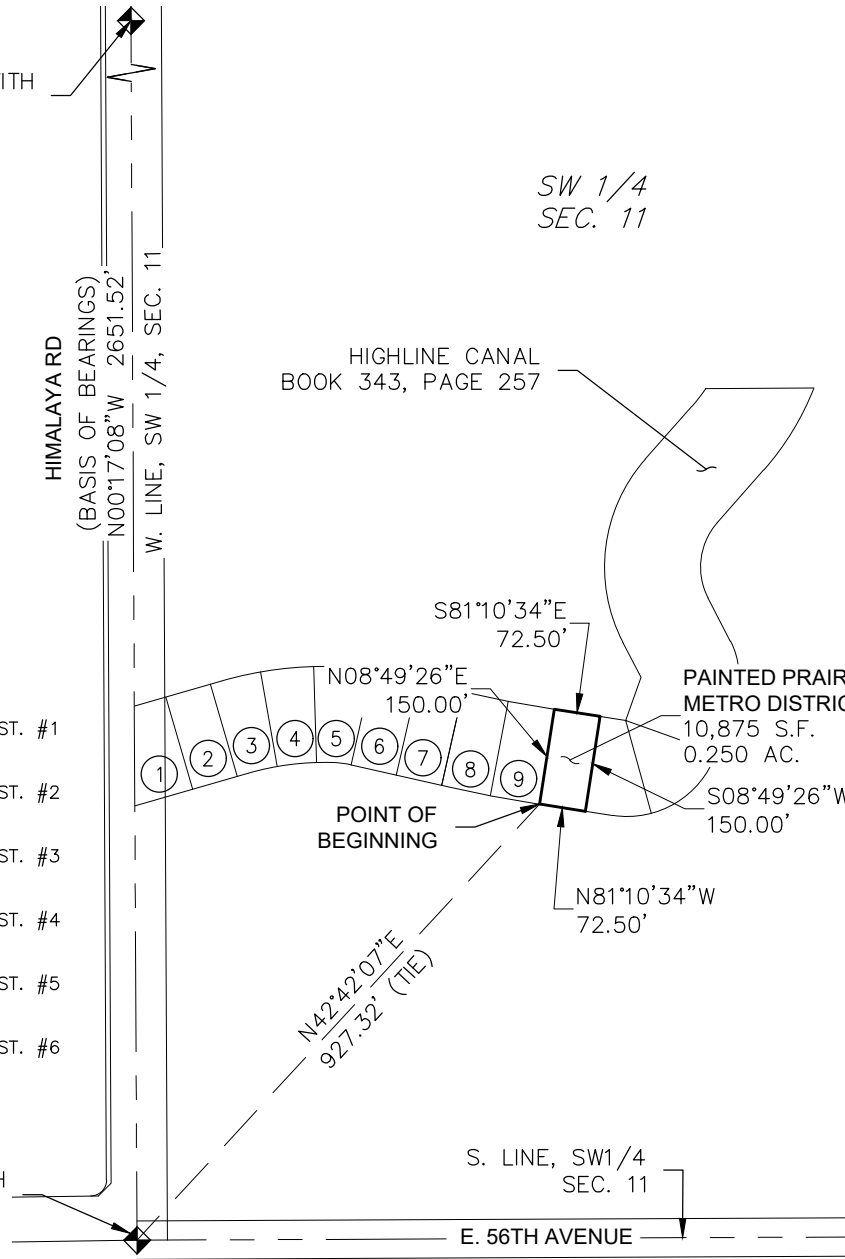 ITH
SW 1/4
SEC. 11
HIMALAYA RD
(BASIS OF BEARINGS)
N00°17'08"W 2651.52'
W. LINE, SW 1/4, SEC. 11
HIGHLINE CANAL
BOOK 343, PAGE 257
S81°10'34"E
72.50'
N08°49'26"E
150.00'
PAINTED PRAIR
METRO DISTRIC
10,875 S.F.
0.250 AC.
S08°49'26"W
150.00'
1
2
3
4
5
6
7
8
9
ST. #1
ST. #2
ST. #3
ST. #4
ST. #5
ST. #6
POINT OF
BEGINNING
N81°10'34"W
72.50'
N42°42'07"E
927.32' (TIE)
S. LINE, SW1/4
SEC. 11
H
E. 56TH AVENUE